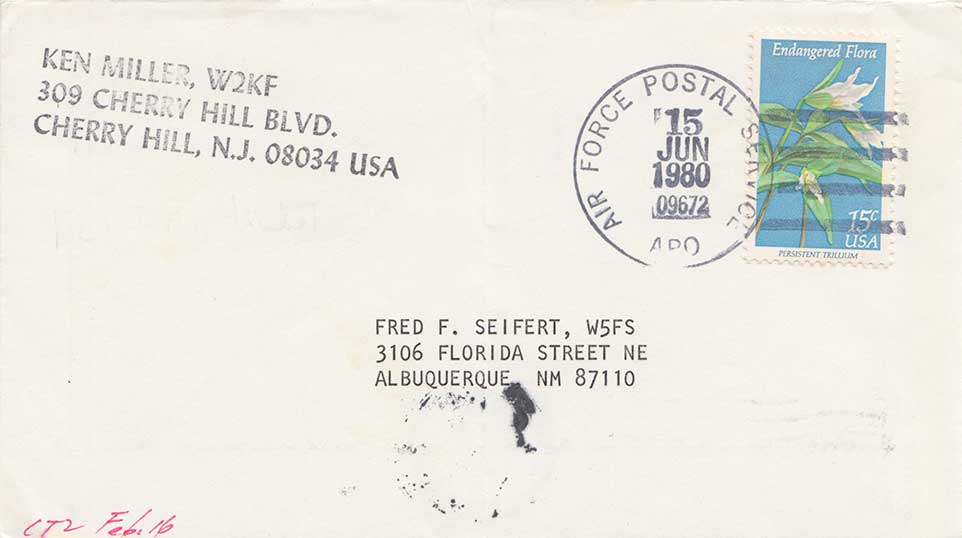 KEN MILLER, W2KF
309 CHERRY HILL BLVD.
CHERRY HILL, N.J. 08034 USA
AIR FORCE POSTAL SERVICE
15
JUN
1980
09672
APO
Endangered Flora
15c
USA
PERSISTENT TRILLIUM
FRED F. SEIFERT, W5FS
3106 FLORIDA STREET NE
ALBUQUERQUE, NM 87110
CT2 Feb. 16